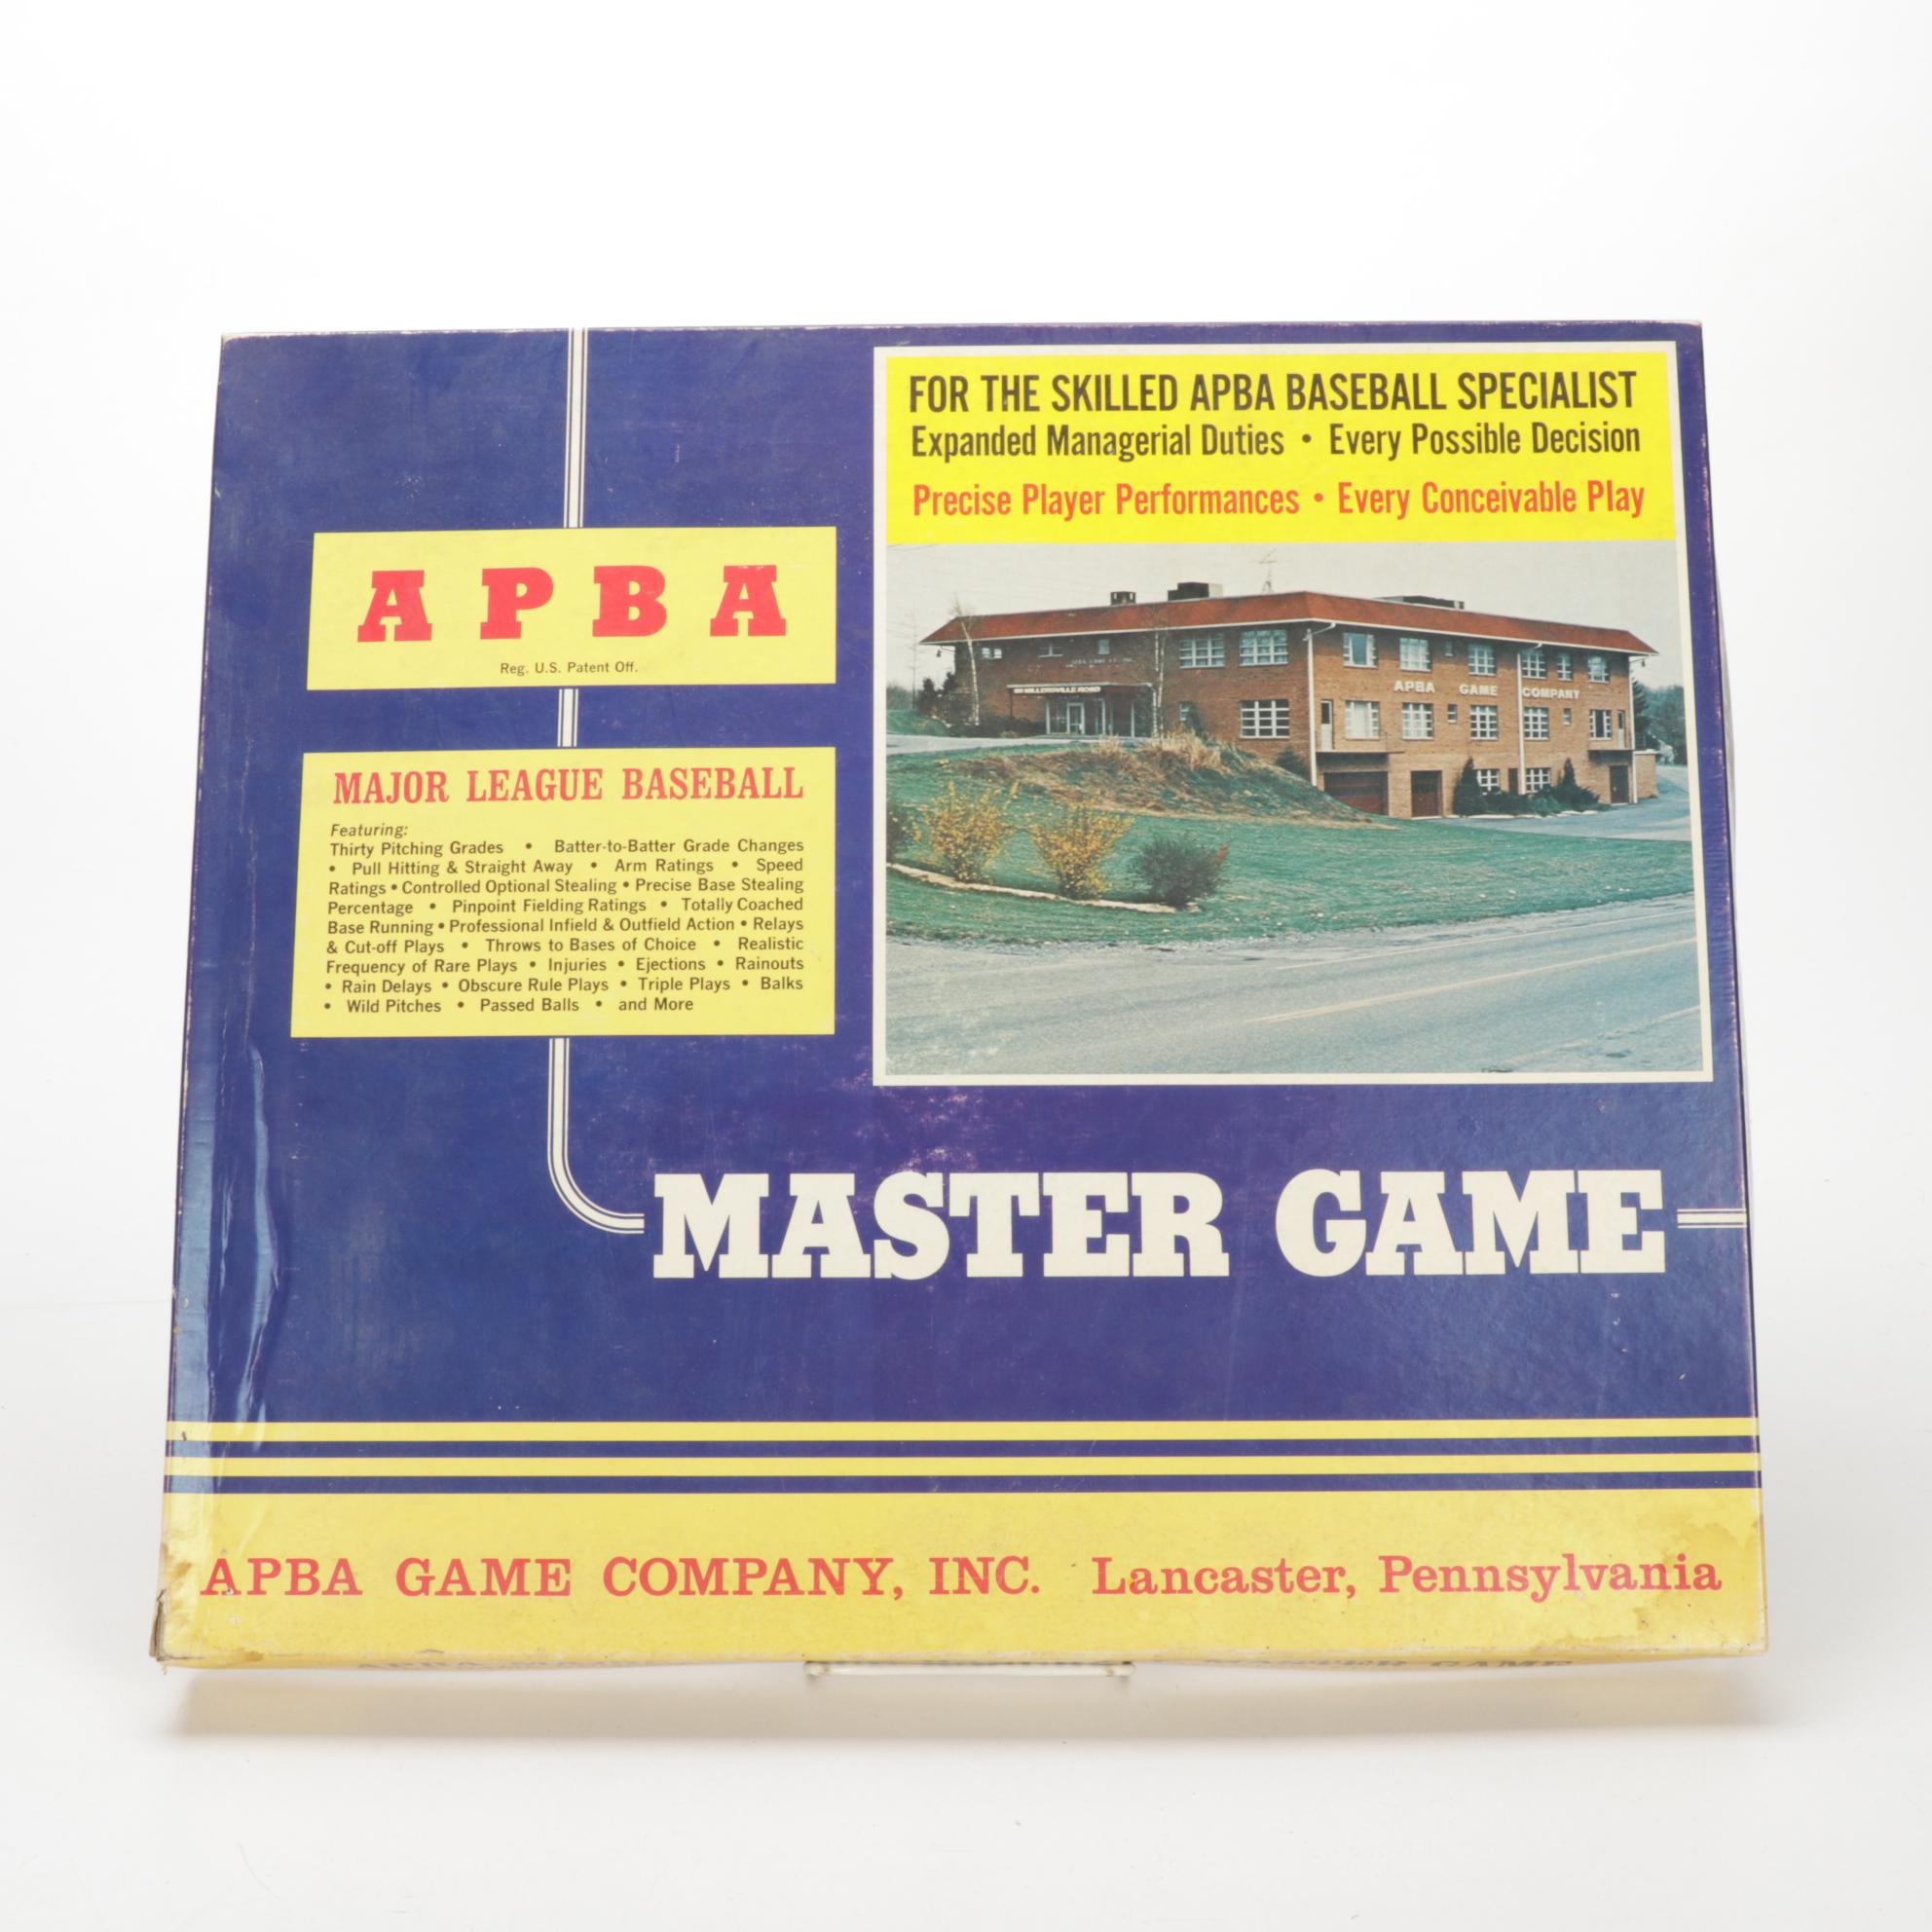 FOR THE SKILLED APBA BASEBALL SPECIALIST
Expanded Managerial Duties • Every Possible Decision
Precise Player Performances • Every Conceivable Play
A P B A
Reg. U.S. Patent Off.
MILLERSVILLE ROAD
APBA GAME COMPANY
MAJOR LEAGUE BASEBALL
Featuring:
Thirty Pitching Grades • Batter-to-Batter Grade Changes
• Pull Hitting & Straight Away • Arm Ratings • Speed
Ratings • Controlled Optional Stealing • Precise Base Stealing
Percentage • Pinpoint Fielding Ratings • Totally Coached
Base Running • Professional Infield & Outfield Action • Relays
& Cut-off Plays • Throws to Bases of Choice • Realistic
Frequency of Rare Plays • Injuries • Ejections • Rainouts
• Rain Delays • Obscure Rule Plays • Triple Plays • Balks
• Wild Pitches • Passed Balls • and More
MASTER GAME
APBA GAME COMPANY, INC. Lancaster, Pennsylvania
MASTER GAME